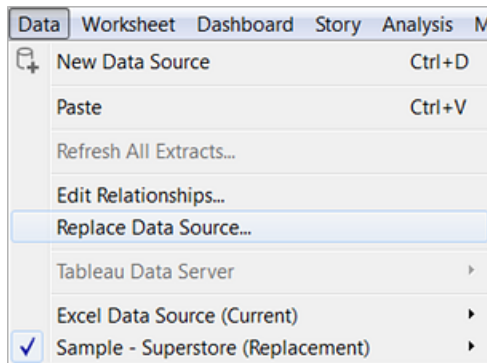 Data Worksheet Dashboard Story Analysis
New Data Source Ctrl+D
Paste Ctrl+V
Refresh All Extracts...
Edit Relationships...
Replace Data Source...
Tableau Data Server
Excel Data Source (Current)
Sample - Superstore (Replacement)